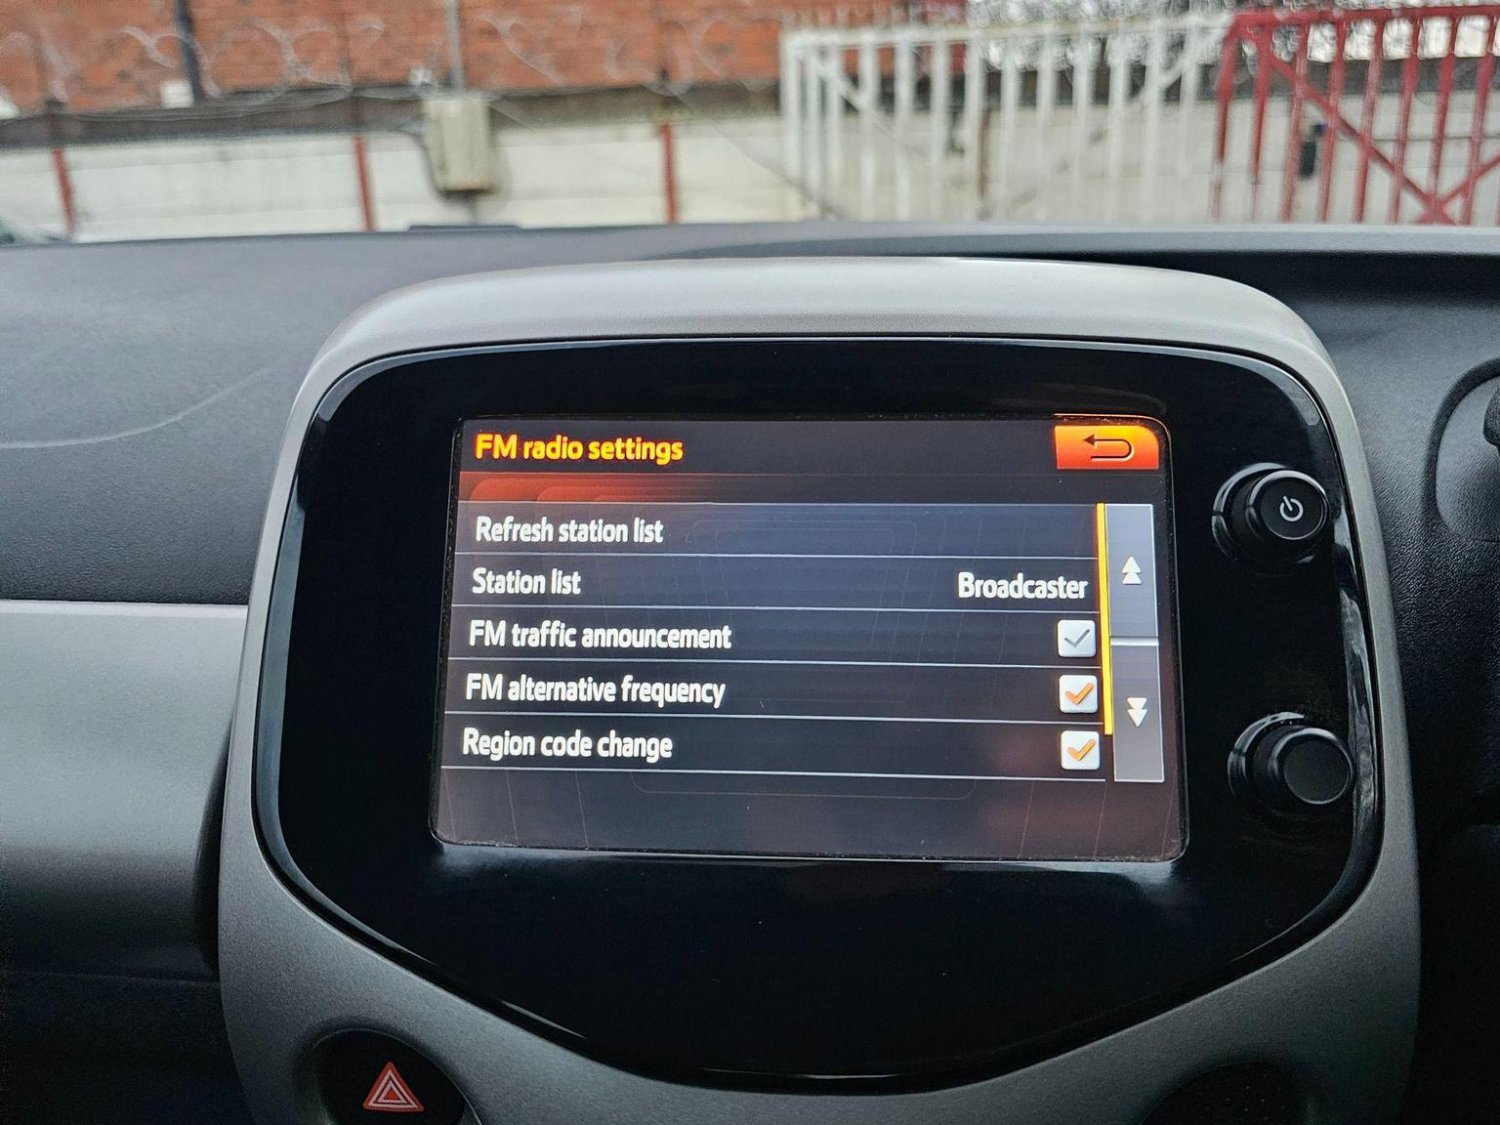 FM radio settings
Refresh station list
Station list Broadcaster
FM traffic announcement
FM alternative frequency
Region code change